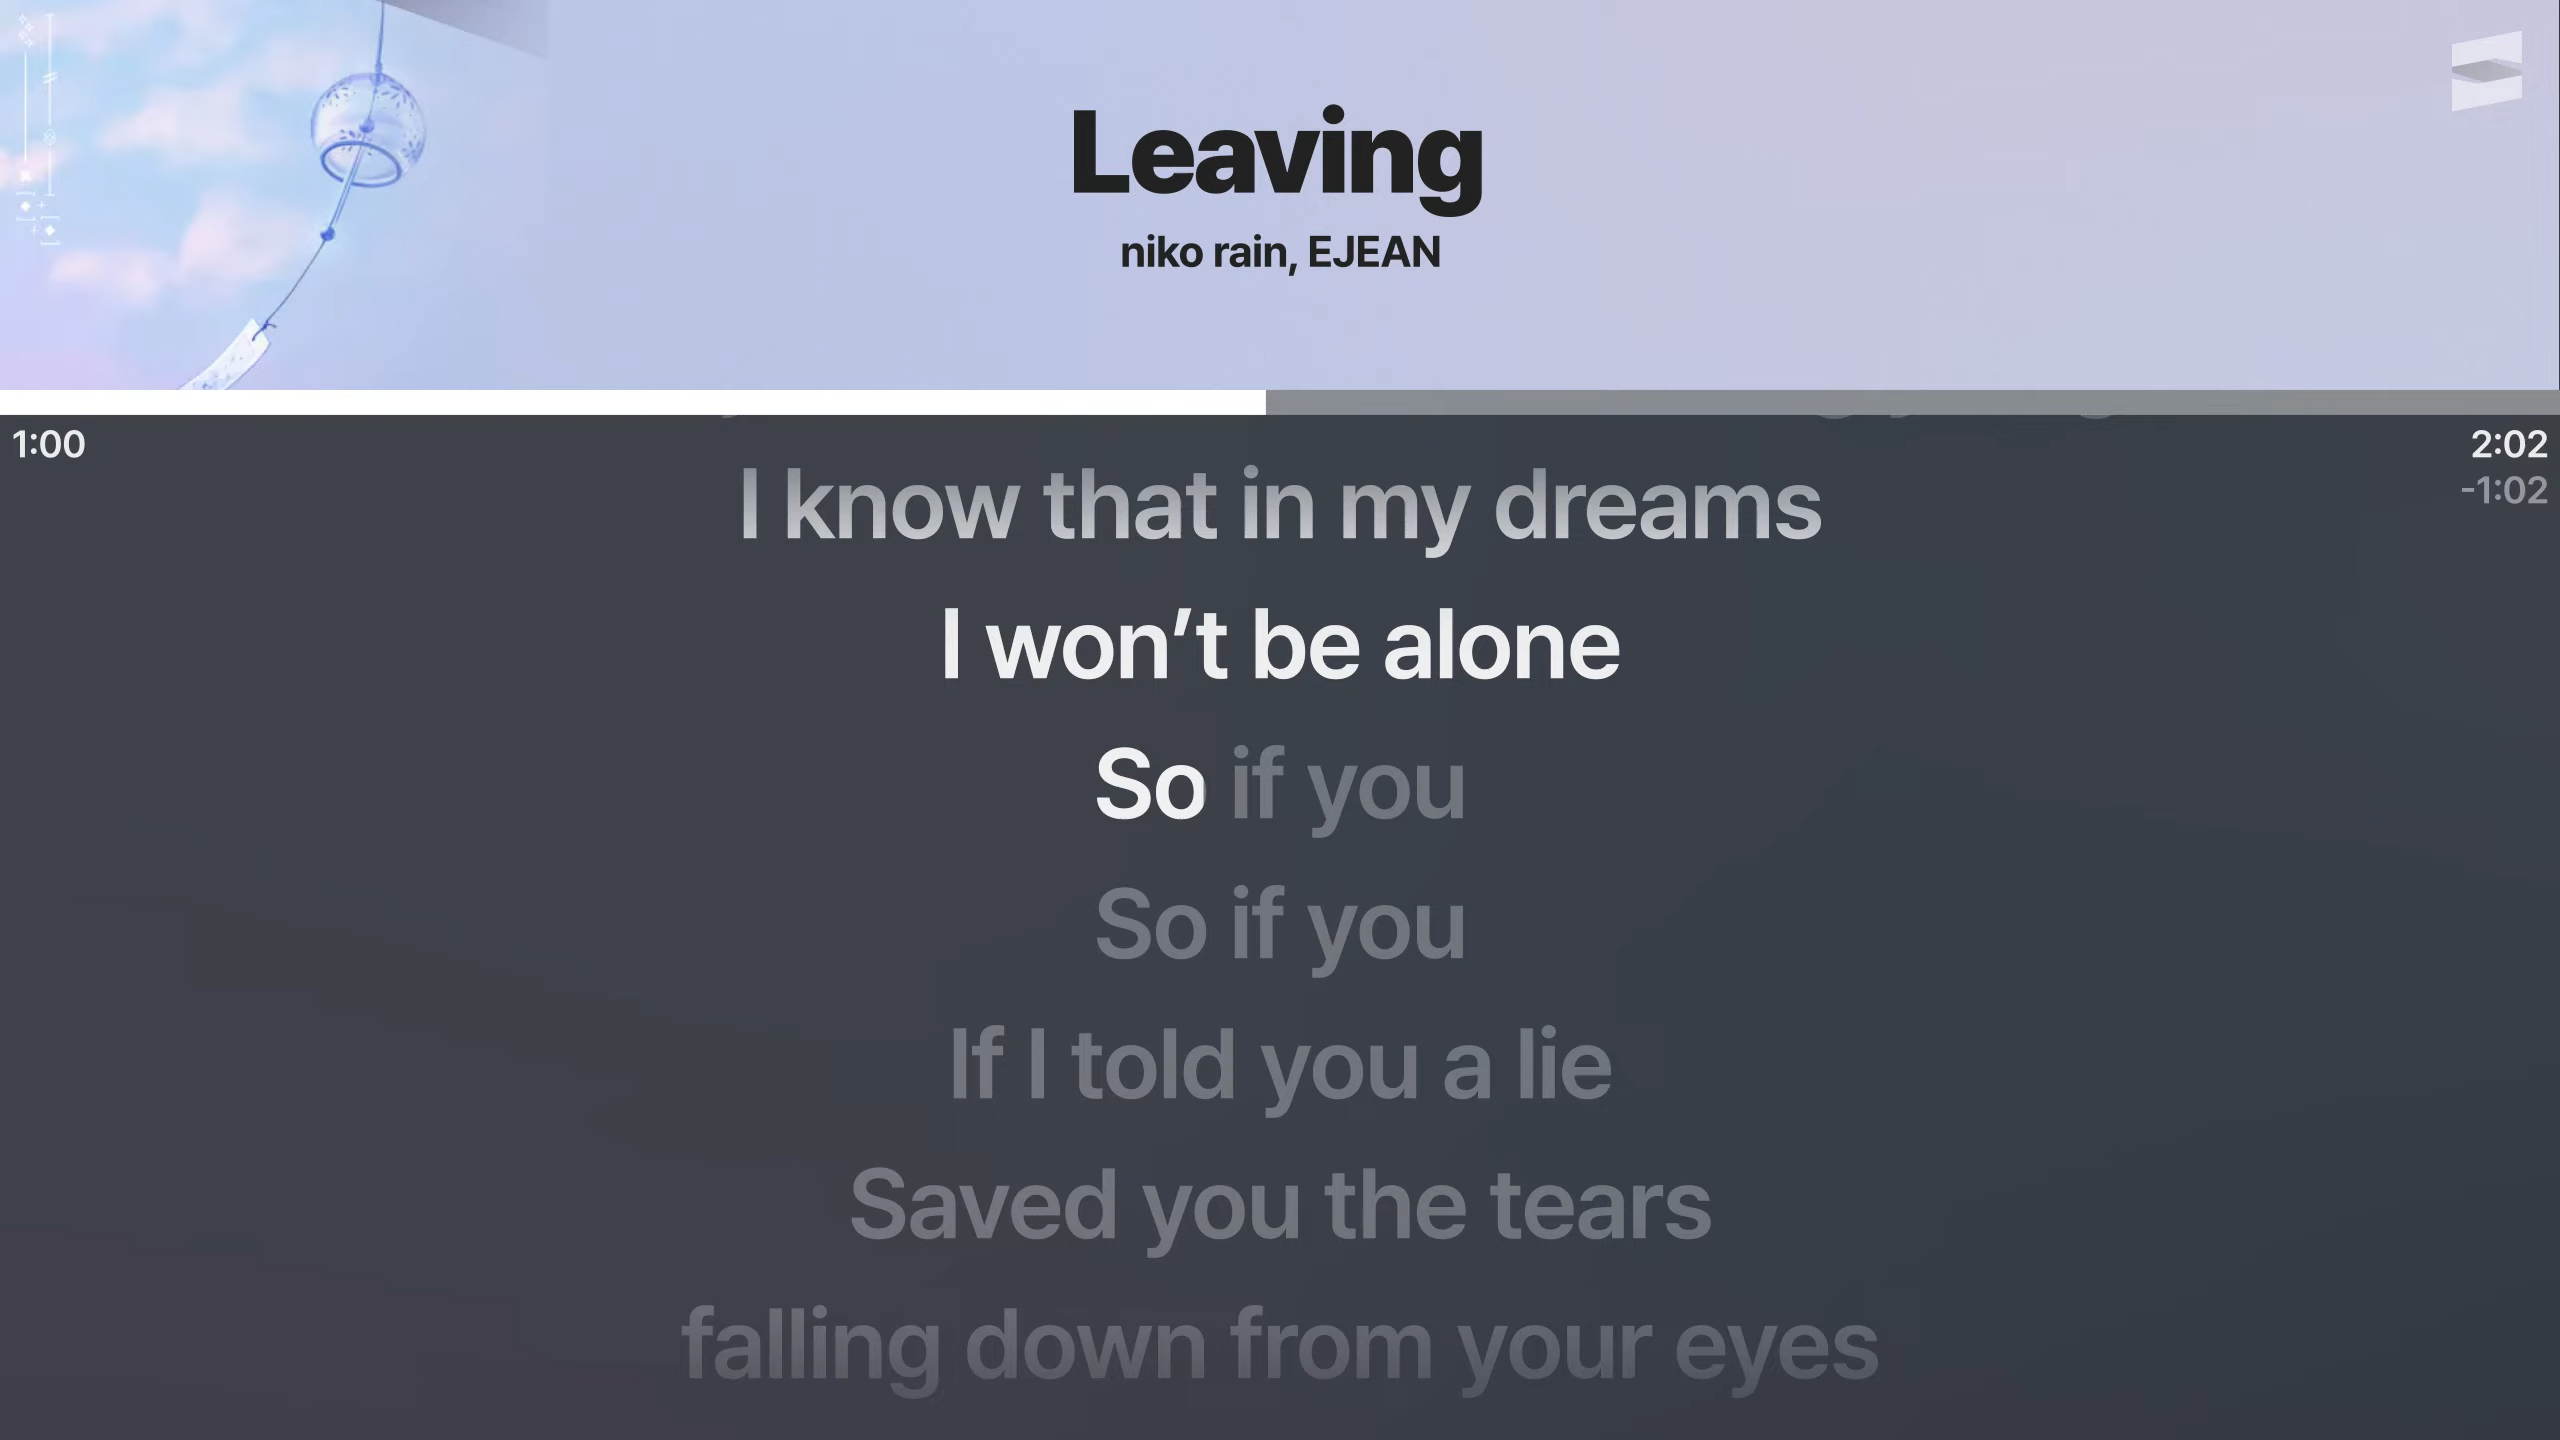 Leaving
niko rain, EJEAN
1:00
2:02
-1:02
I know that in my dreams
I won’t be alone
So if you
So if you
If I told you a lie
Saved you the tears
falling down from your eyes